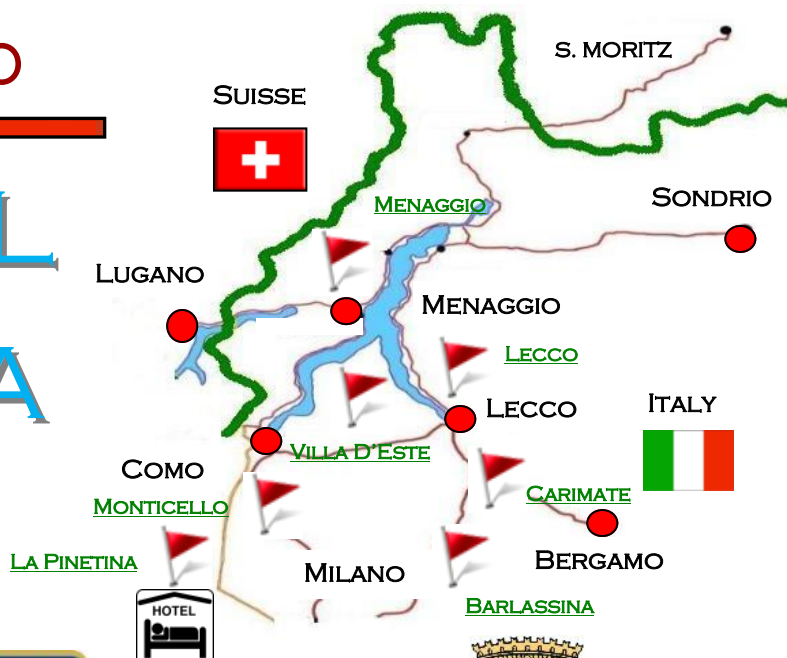 O
S. MORITZ
SUISSE
L
MENAGGIO
SONDRIO
LUGANO
MENAGGIO
LECCO
A
LECCO
ITALY
VILLA D'ESTE
COMO
MONTICELLO
CARIMATE
LA PINETINA
BERGAMO
MILANO
HOTEL
BARLASSINA